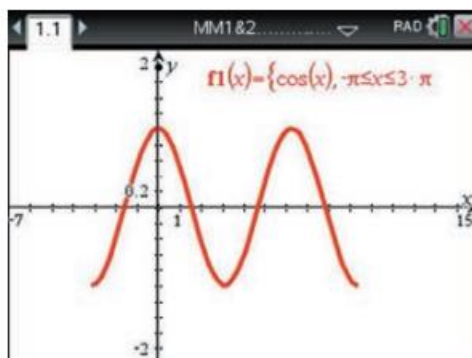 1.1 MM1&2............. RAD
2 y f1(x)={cos(x), -π≤x≤3·π
0.2
-7 1 x 15
-2